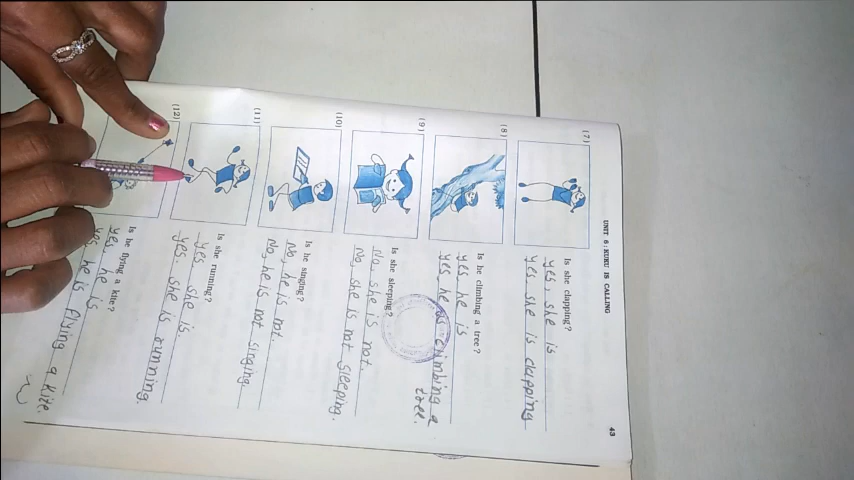 UNIT 6 : KUKU IS CALLING 43
(7) Is she clapping?
yes, she is
yes, she is clapping
(8) Is he climbing a tree?
yes, he is
yes he is climbing a
tree.
(9) Is she sleeping?
No, she is not.
No, she is not sleeping.
(10) Is he singing?
No, he is not.
No, he is not singing.
(11) Is she running?
yes, she is.
yes, she is running.
(12) Is he flying a kite?
yes, he is
yes, he is flying a kite.